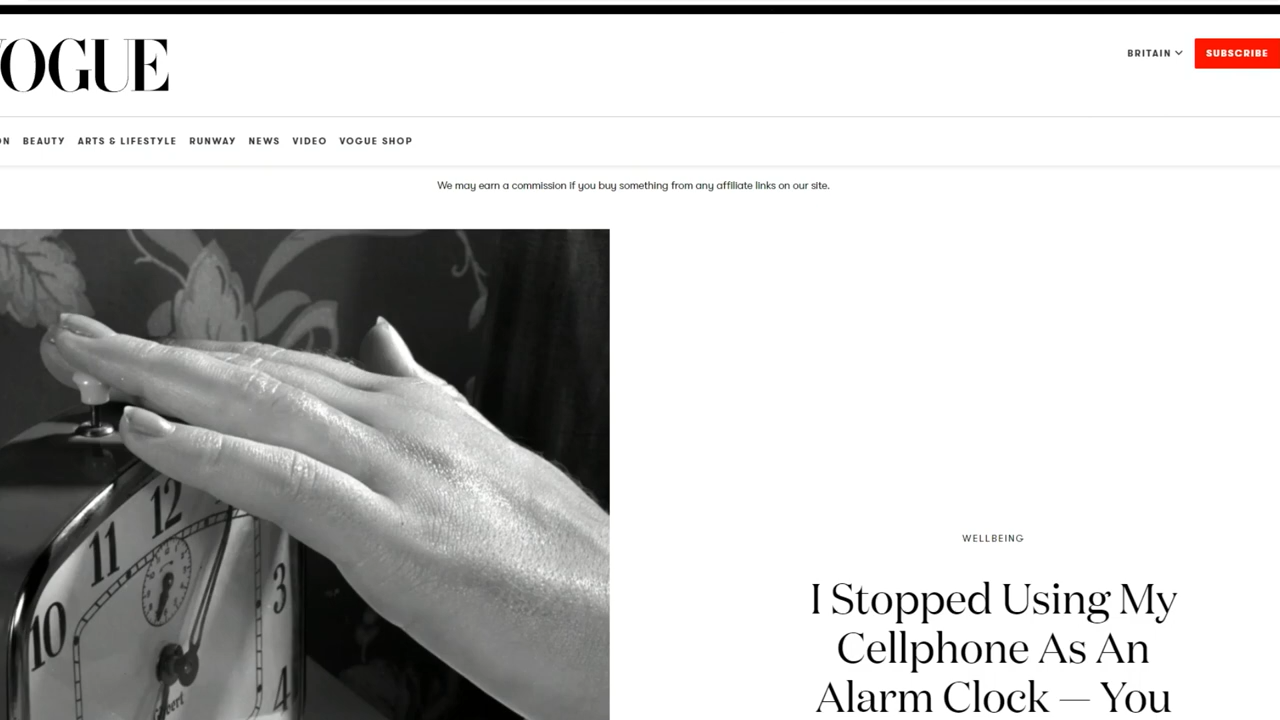 VOGUE
BRITAIN
SUBSCRIBE
ON BEAUTY ARTS & LIFESTYLE RUNWAY NEWS VIDEO VOGUE SHOP
We may earn a commission if you buy something from any affiliate links on our site.
12
11
10
3
4
WELLBEING
I Stopped Using My
Cellphone As An
Alarm Clock — You